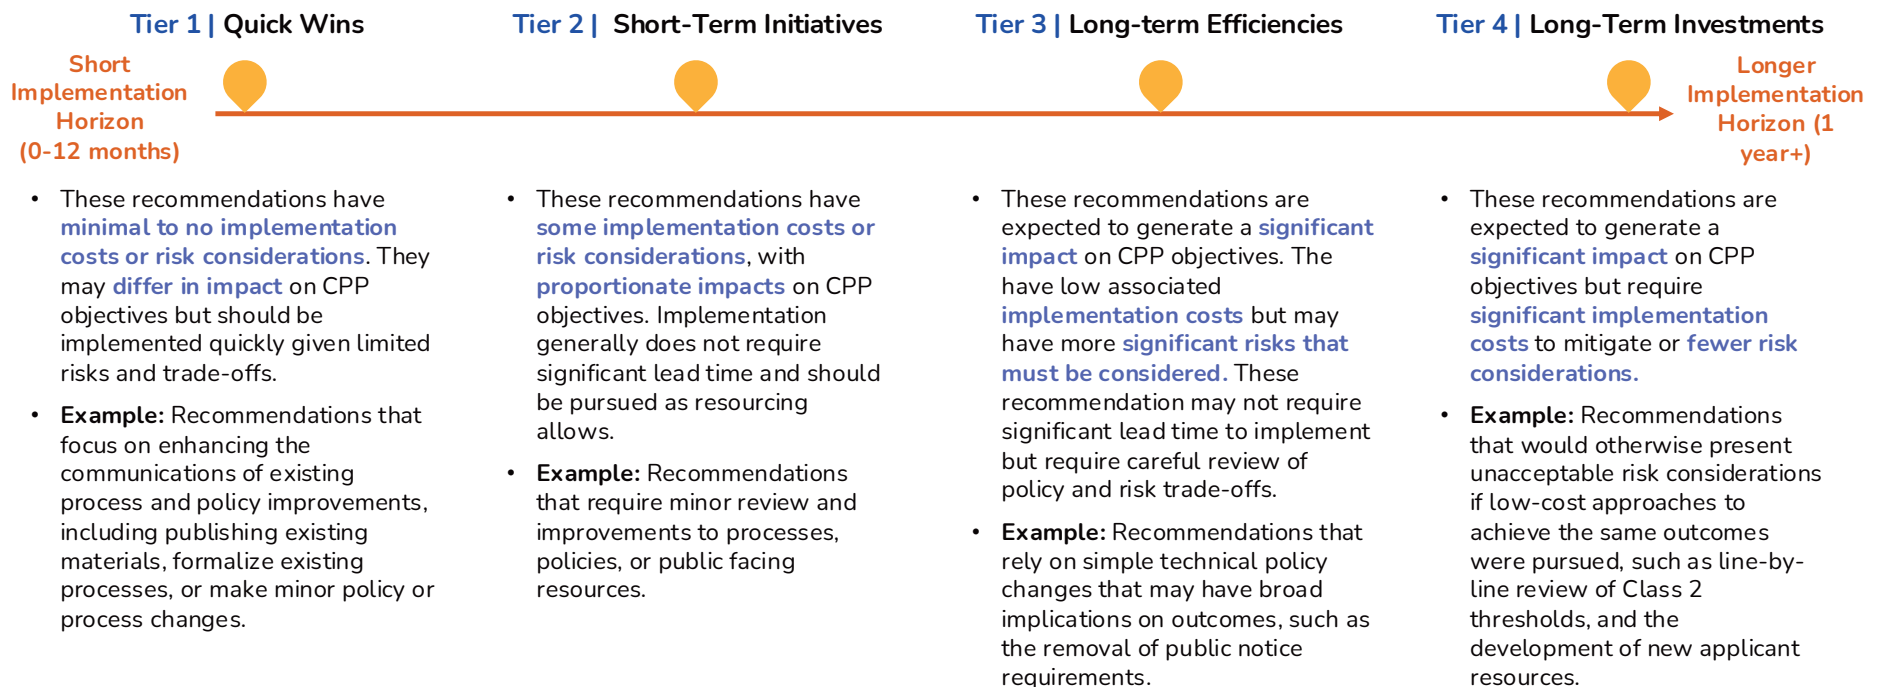 Tier 1 | Quick Wins
Short
Implementation
Horizon
(0-12 months)
• These recommendations have
minimal to no implementation
costs or risk considerations. They
may differ in impact on CPP
objectives but should be
implemented quickly given limited
risks and trade-offs.
• Example: Recommendations that
focus on enhancing the
communications of existing
process and policy improvements,
including publishing existing
materials, formalize existing
processes, or make minor policy or
process changes.
Tier 2 | Short-Term Initiatives
• These recommendations have
some implementation costs or
risk considerations, with
proportionate impacts on CPP
objectives. Implementation
generally does not require
significant lead time and should
be pursued as resourcing
allows.
• Example: Recommendations
that require minor review and
improvements to processes,
policies, or public facing
resources.
Tier 3 | Long-term Efficiencies
• These recommendations are
expected to generate a significant
impact on CPP objectives. The
have low associated
implementation costs but may
have more significant risks that
must be considered. These
recommendation may not require
significant lead time to implement
but require careful review of
policy and risk trade-offs.
• Example: Recommendations that
rely on simple technical policy
changes that may have broad
implications on outcomes, such as
the removal of public notice
requirements.
Tier 4 | Long-Term Investments
Longer
Implementation
Horizon (1
year+)
• These recommendations are
expected to generate a
significant impact on CPP
objectives but require
significant implementation
costs to mitigate or fewer risk
considerations.
• Example: Recommendations
that would otherwise present
unacceptable risk considerations
if low-cost approaches to
achieve the same outcomes
were pursued, such as line-by-
line review of Class 2
thresholds, and the
development of new applicant
resources.